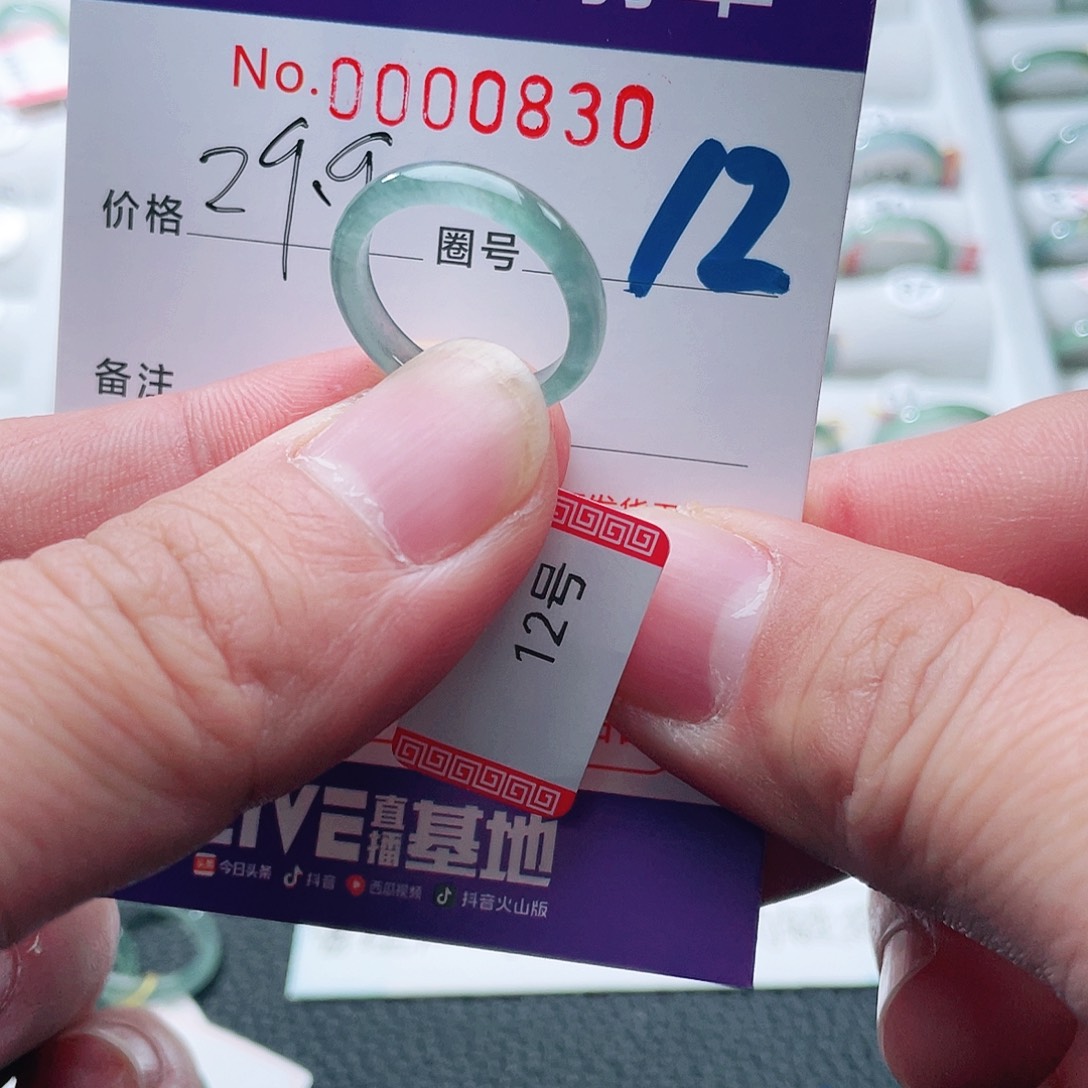 No.0000830
价格 29.9 圈号 12
备注
12号
LIVE 直播 基地
今日头条 抖音 西瓜视频 抖音火山版